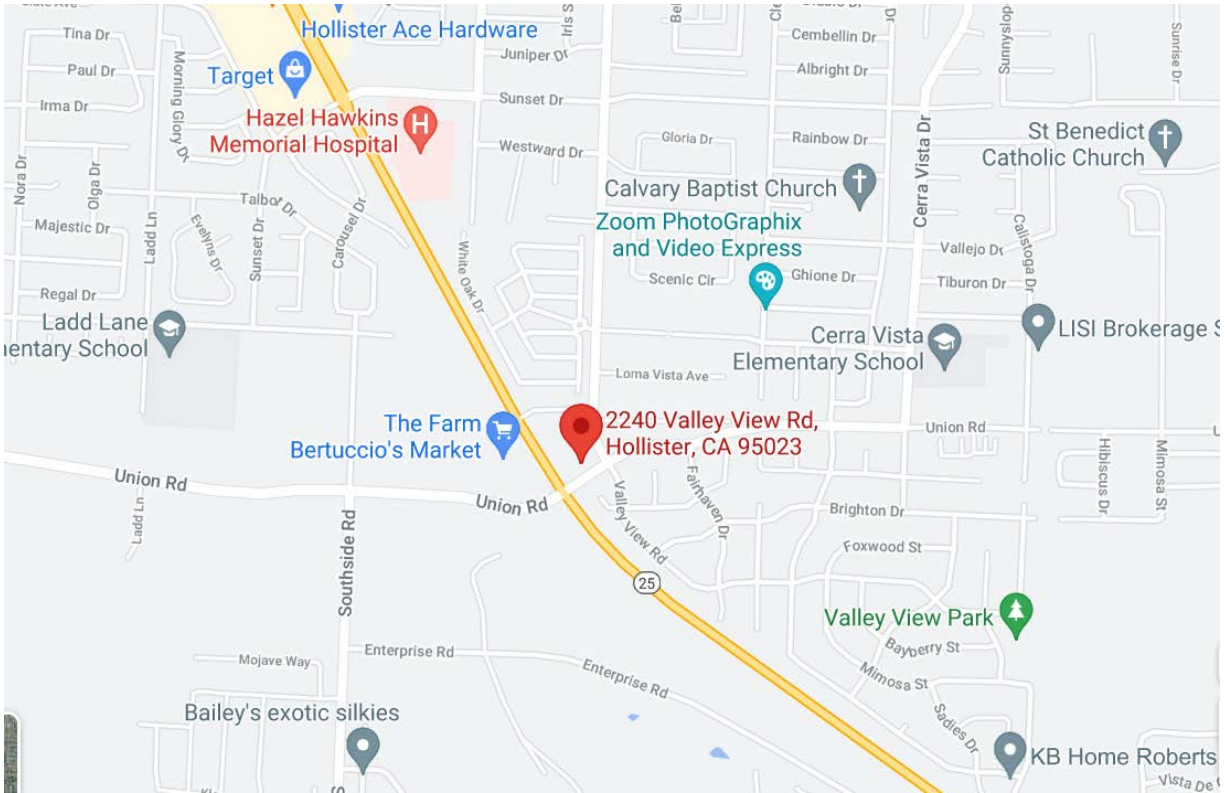 Tina Dr
Paul Dr
Irma Dr
Morning Glory Dr
Nora Dr
Olga Dr
Majestic Dr
Ladd Ln
Evelyns Dr
Regal Dr
Ladd Lane
mentary School
Target
Hollister Ace Hardware
Hazel Hawkins
Memorial Hospital
Talbot Dr
Sunset Dr
Carousel Dr
White Oak Dr
Iris S
Juniper Dr
Sunset Dr
Westward Dr
Gloria Dr
Cembellin Dr
Albright Dr
Rainbow Dr
Sunnyslop
Sunrise Dr
Cerra Vista Dr
St Benedict
Catholic Church
Calvary Baptist Church
Zoom PhotoGraphix
and Video Express
Scenic Cir
Ghione Dr
Vallejo Dr
Tiburon Dr
Calistoga Dr
Cerra Vista
Elementary School
LISI Brokerage S
Loma Vista Ave
The Farm
Bertuccio's Market
2240 Valley View Rd,
Hollister, CA 95023
Union Rd
U
Hibiscus Dr
Mimosa St
Union Rd
Ladd Ln
Southside Rd
Union Rd
Valley View Rd
Fairhaven Dr
Brighton Dr
Foxwood St
25
Valley View Park
Bayberry St
Mimosa St
Sadies Dr
Mojave Way
Enterprise Rd
Enterprise Rd
Bailey's exotic silkies
KB Home Roberts
Vista De
S